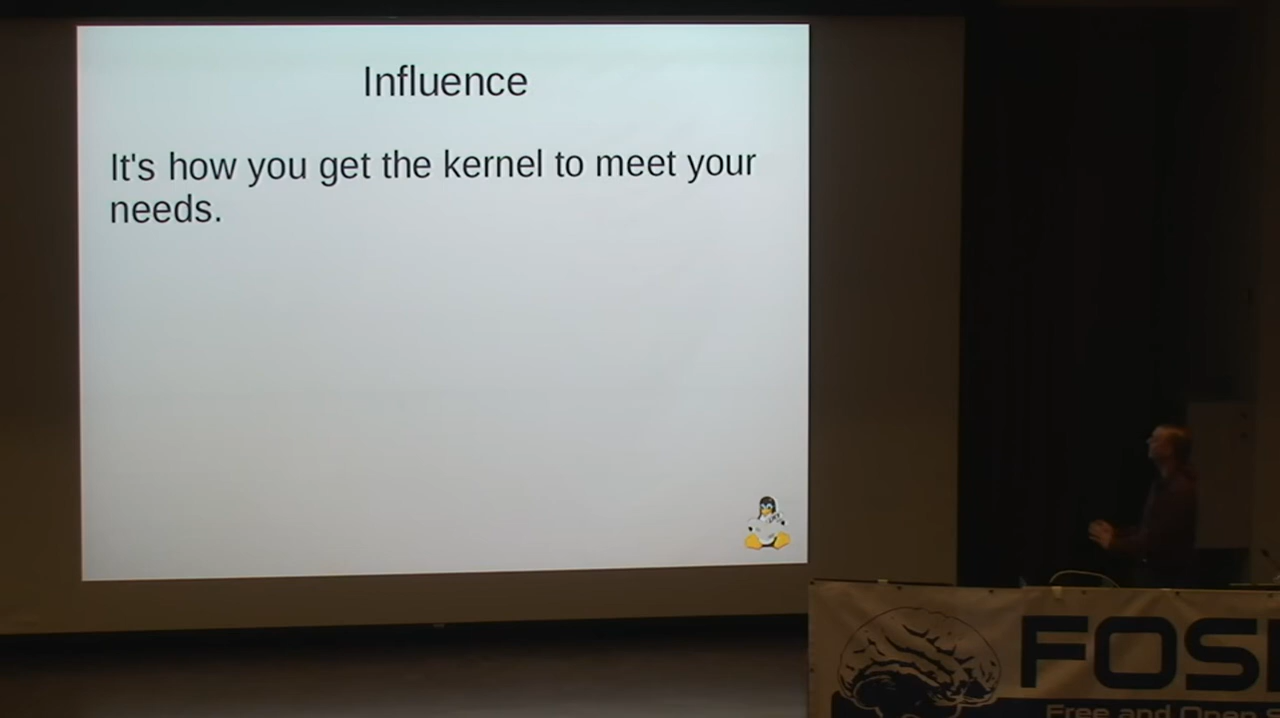 Influence
It's how you get the kernel to meet your
needs.
FOS
Free and Open S